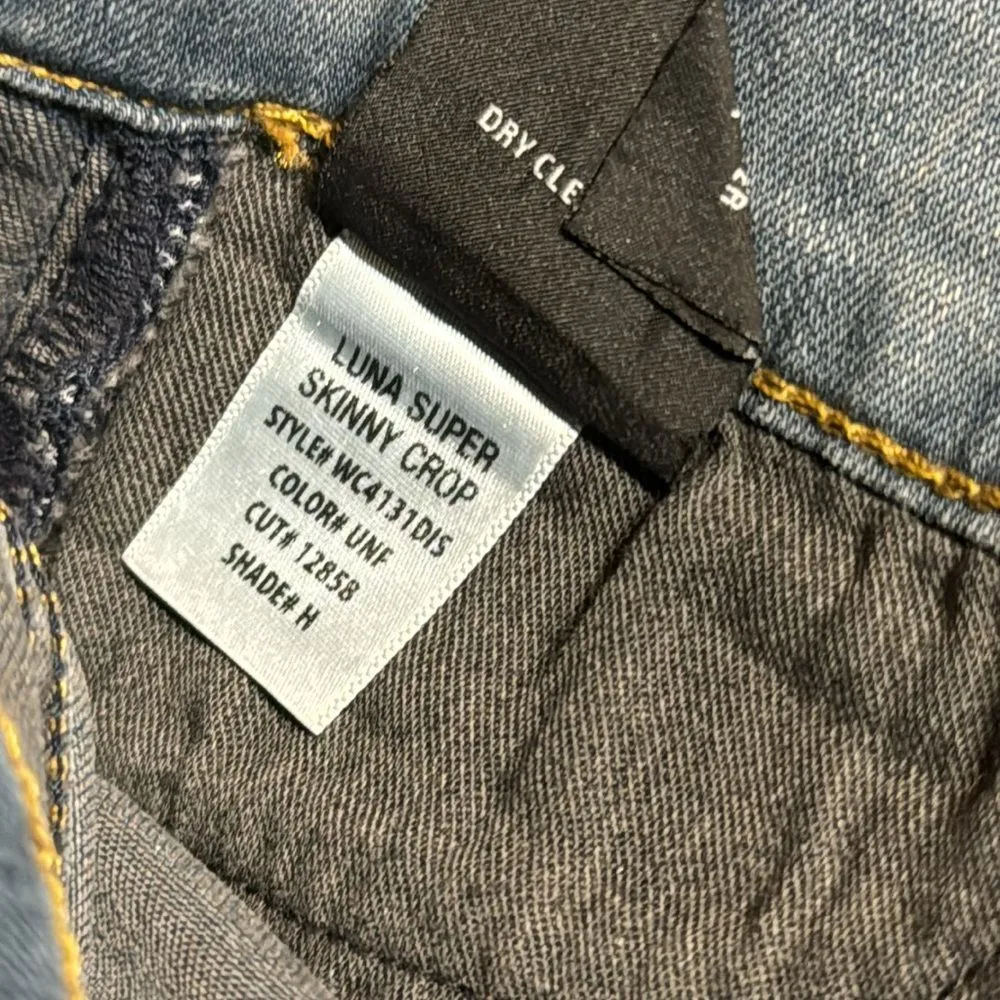 DRY CLE
LUNA SUPER
SKINNY CROP
STYLE# WC4131DIS
COLOR# UNF
CUT# 12858
SHADE# H